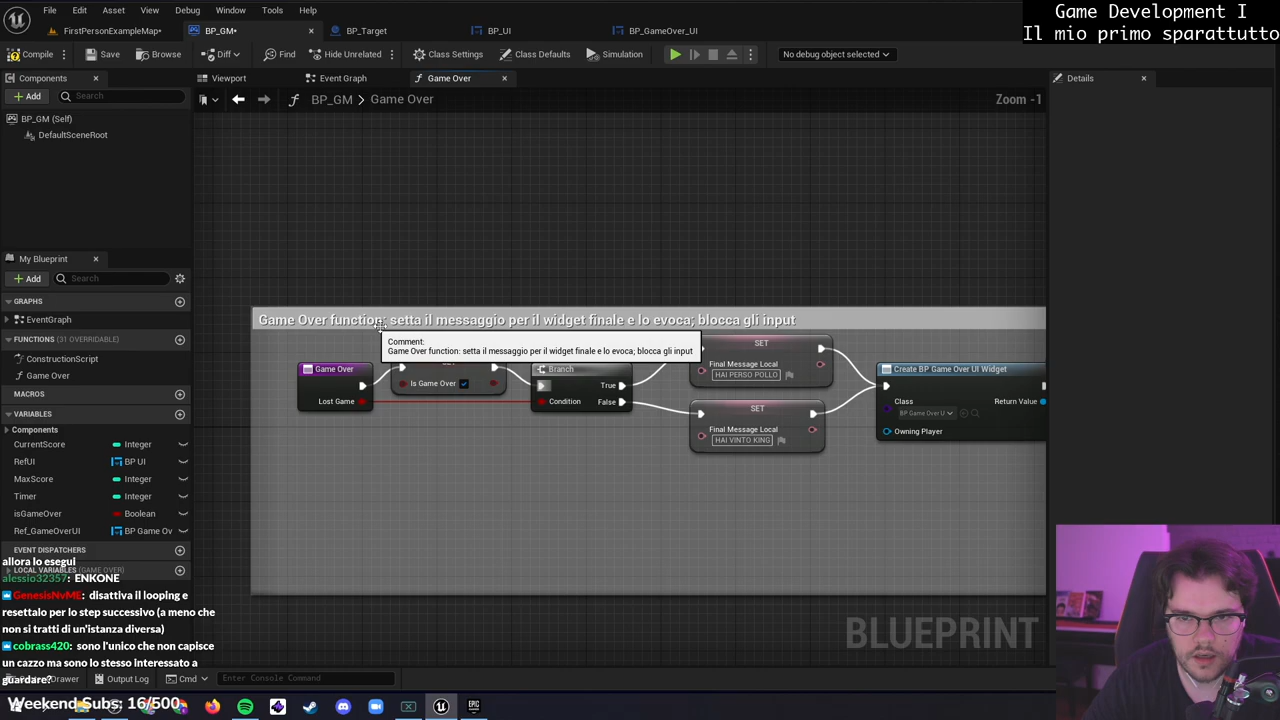 File
Edit
Asset
View
Debug
Window
Tools
Help
Game Development I
Il mio primo sparattutto
FirstPersonExampleMap•
BP_GM•
BP_Target
BP_UI
BP_GameOver_UI
Compile
Save
Browse
Diff
Find
Hide Unrelated
Class Settings
Class Defaults
Simulation
No debug object selected
Components
+ Add
Search
BP_GM (Self)
DefaultSceneRoot
Viewport
Event Graph
Game Over
Details
BP_GM > Game Over
Zoom -1
My Blueprint
+ Add
Search
GRAPHS
EventGraph
FUNCTIONS (31 OVERRIDABLE)
ConstructionScript
Game Over
MACROS
VARIABLES
Components
CurrentScore
Integer
RefUI
BP UI
MaxScore
Integer
Timer
Integer
isGameOver
Boolean
Ref_GameOverUI
BP Game Ov
EVENT DISPATCHERS
LOCAL VARIABLES (GAME OVER)
Game Over function: setta il messaggio per il widget finale e lo evoca; blocca gli input
Comment:
Game Over function: setta il messaggio per il widget finale e lo evoca; blocca gli input
Game Over
Lost Game
Is Game Over
Branch
True
Condition
False
SET
Final Message Local
HAI PERSO POLLO
SET
Final Message Local
HAI VINTO KING
Create BP Game Over UI Widget
Class
BP Game Over U
Return Value
Owning Player
BLUEPRINT
allora lo esegui
alessio32357: ENKONE
GenesisNvME: disattiva il looping e
resettalo per lo step successivo (a meno che
non si tratti di un'istanza diversa)
cobrass420: sono l'unico che non capisce
un cazzo ma sono lo stesso interessato a
guardare?
Drawer
Output Log
Cmd
Enter Console Command
Weekend Subs: 16/500
EPIC